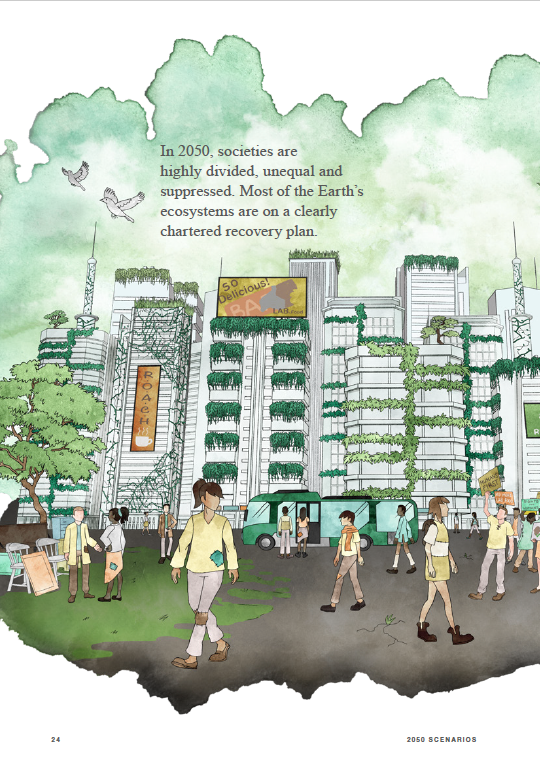 In 2050, societies are
highly divided, unequal and
suppressed. Most of the Earth's
ecosystems are on a clearly
chartered recovery plan.
SO
Delicious!
LAB.com
ROACH
24
2050 SCENARIOS